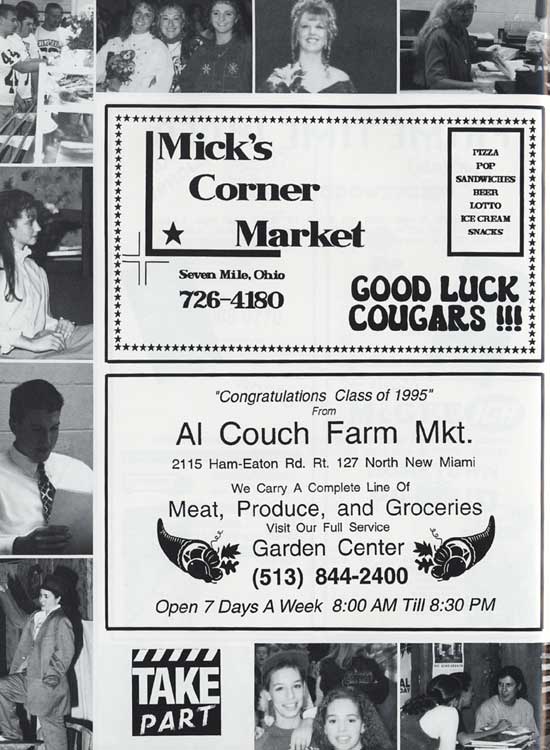 Mick's
Corner
Market
Seven Mile, Ohio
726-4180
PIZZA
POP
SANDWICHES
BEER
LOTTO
ICE CREAM
SNACKS
GOOD LUCK
COUGARS !!!
"Congratulations Class of 1995"
From
Al Couch Farm Mkt.
2115 Ham-Eaton Rd. Rt. 127 North New Miami
We Carry A Complete Line Of
Meat, Produce, and Groceries
Visit Our Full Service
Garden Center
(513) 844-2400
Open 7 Days A Week 8:00 AM Till 8:30 PM
TAKE
PART